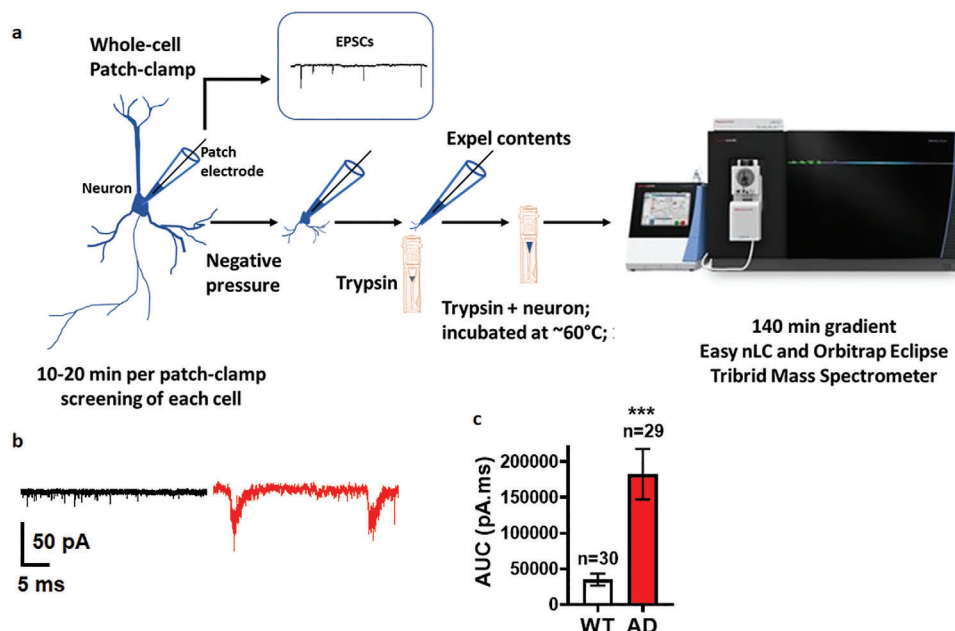 a
Whole-cell
Patch-clamp
EPSCs
Neuron
Patch
electrode
Expel contents
Negative
pressure
Trypsin
Trypsin + neuron;
incubated at ~60°C;
10-20 min per patch-clamp
screening of each cell
140 min gradient
Easy nLC and Orbitrap Eclipse
Tribrid Mass Spectrometer
b
50 pA
5 ms
c
AUC (pA.ms)
200000
150000
100000
50000
0
***
n=29
n=30
WT
AD